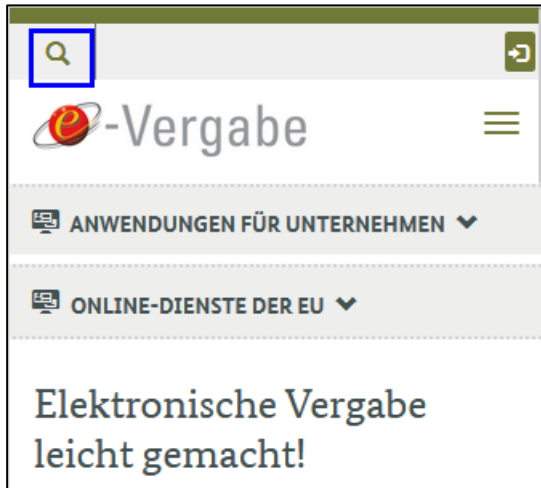 e-Vergabe
ANWENDUNGEN FÜR UNTERNEHMEN
ONLINE-DIENSTE DER EU
Elektronische Vergabe
leicht gemacht!